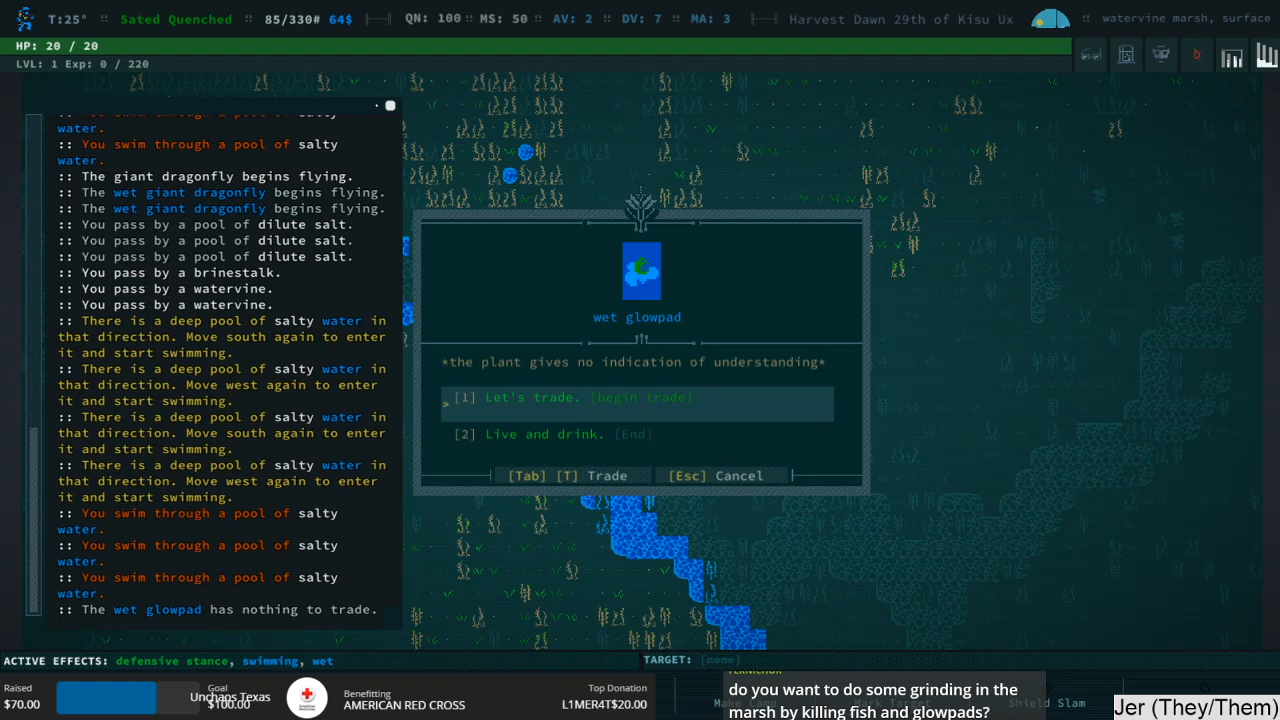 T:25° :: Sated Quenched :: 85/330# 64$ QN: 100 :: MS: 50 :: AV: 2 :: DV: 7 :: MA: 3 Harvest Dawn 29th of Kisu Ux :: watervine marsh, surface
HP: 20 / 20
LVL: 1 Exp: 0 / 220
water.
:: You swim through a pool of salty
water.
:: The giant dragonfly begins flying.
:: The wet giant dragonfly begins flying.
:: The wet giant dragonfly begins flying.
:: You pass by a pool of dilute salt.
:: You pass by a pool of dilute salt.
:: You pass by a pool of dilute salt.
:: You pass by a brinestalk.
:: You pass by a watervine.
:: You pass by a watervine.
:: There is a deep pool of salty water in
that direction. Move south again to enter
it and start swimming.
:: There is a deep pool of salty water in
that direction. Move west again to enter
it and start swimming.
:: There is a deep pool of salty water in
that direction. Move south again to enter
it and start swimming.
:: There is a deep pool of salty water in
that direction. Move west again to enter
it and start swimming.
:: You swim through a pool of salty
water.
:: You swim through a pool of salty
water.
:: You swim through a pool of salty
water.
:: The wet glowpad has nothing to trade.
wet glowpad
*the plant gives no indication of understanding*
> [1] Let's trade. [begin trade]
[2] Live and drink. [End]
[Tab] [T] Trade [Esc] Cancel
ACTIVE EFFECTS: defensive stance, swimming, wet
TARGET: [none]
Raised
$70.00
Goal
$100.00
Unchaos Texas
Benefitting
AMERICAN RED CROSS
Top Donation
L1MER4T$20.00
you want to do some grinding in the
marsh by killing fish and glowpads?
Make Camp Mark Target Shield Slam
Jer (They/Them)